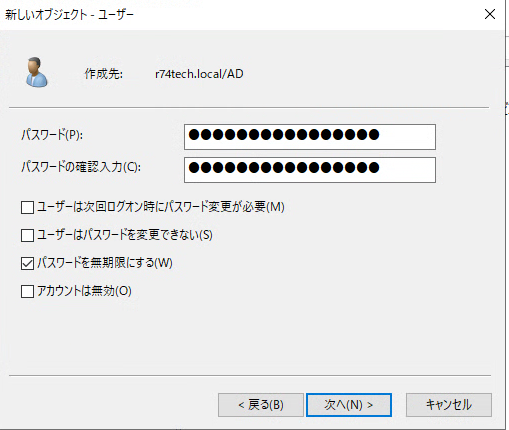 新しいオブジェクト - ユーザー
作成先: r74tech.local/AD
パスワード(P): ●●●●●●●●●●●●●●●●
パスワードの確認入力(C): ●●●●●●●●●●●●●●●●
ユーザーは次回ログオン時にパスワード変更が必要(M)
ユーザーはパスワードを変更できない(S)
パスワードを無期限にする(W)
アカウントは無効(O)
< 戻る(B) 次へ(N) > キャンセル